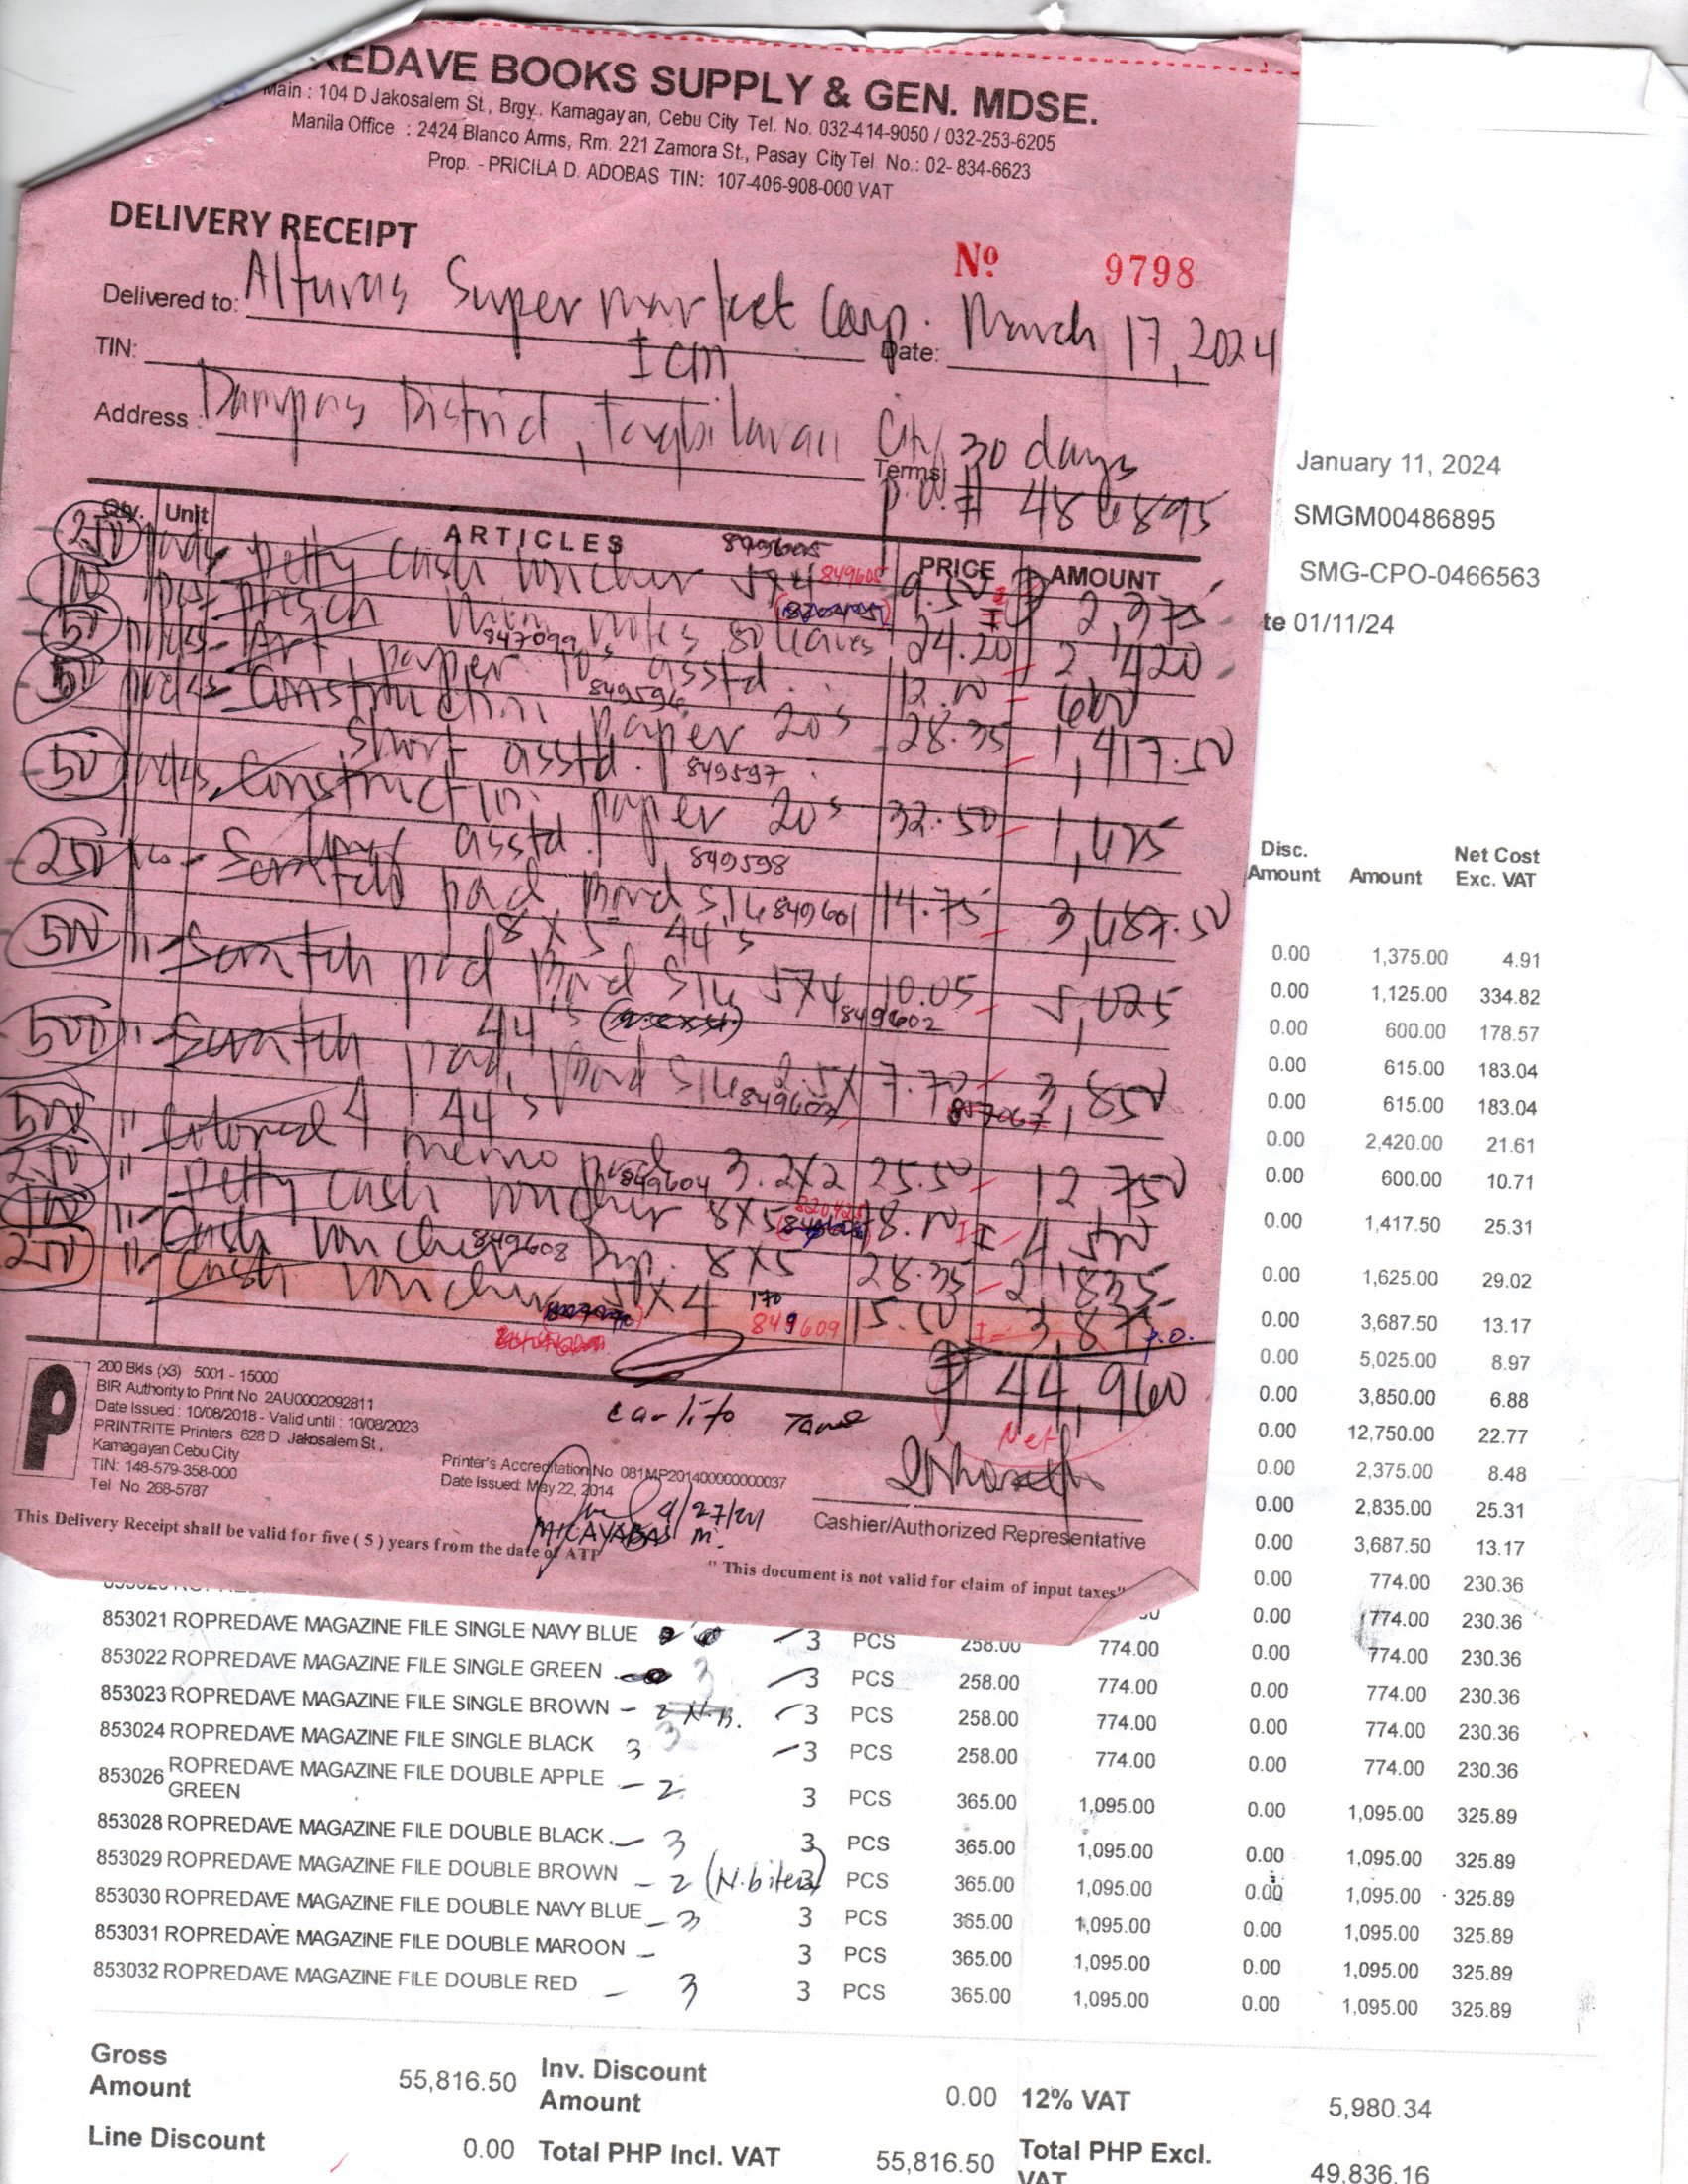 REDAVE BOOKS SUPPLY & GEN. MDSE.
Main : 104 D Jakosalem St., Brgy. Kamagayan, Cebu City Tel. No. 032-414-9050 / 032-253-6205
Manila Office : 2424 Blanco Arms, Rm. 221 Zamora St., Pasay City Tel. No.: 02- 834-6623
Prop. - PRICILA D. ADOBAS TIN: 107-406-908-000 VAT
DELIVERY RECEIPT
Nº 9798
Delivered to: Alturas Supermarket Corp. Date: March 17, 2024
TIN: ICM
Address : Dampas District, Tagbilaran City Terms: 30 days
P.O. # 486895
Qty. Unit ARTICLES PRICE AMOUNT
849605
250 pads - Petty cash voucher 5x4 849605 9.50 2,375
100 pcs - Mini notes 80 leaves 24.20 2,420
847099
50 packs - Art paper 10's asstd. 12.00 600
849596
50 packs - Construction paper 20's 28.35 1,417.50
short asstd.
849597
50 packs - Construction paper 20's 32.50 1,625
long asstd.
849598
250 pcs - Scratch pad Bond S16 849601 14.75 3,687.50
8x5 44's
500 " - Scratch pad Bond S16 5x4 10.05 5,025
44's 849602
500 " - Scratch pad Bond S16 2.5x 7.70 3,850
4 44's 849603 857067
500 " Colored memo pad 3.2x2 25.50 12750
849604
250 " Petty cash voucher 8x5 18.00 4,500
820425
100 " - Cash voucher Dup. 8x5 28.35 2,835
849608
250 " - Cash voucher 5x4 15.50 3,875 P.O.
170
849609
₱ 44,960
Net
Carlito
200 Bkls (x3) 5001 - 15000
BIR Authority to Print No. 2AU0002092811
Date Issued : 10/08/2018 - Valid until : 10/08/2023
PRINTRITE Printers 628 D Jakosalem St.,
Kamagayan Cebu City
TIN: 148-579-358-000
Tel No. 268-5787
Printer's Accreditation No 081MP201400000000037
Date Issued: May 22, 2014
MICAYABAS M.
Cashier/Authorized Representative
This Delivery Receipt shall be valid for five ( 5 ) years from the date of ATP
" This document is not valid for claim of input taxes"
January 11, 2024
SMGM00486895
SMG-CPO-0466563
te 01/11/24
Disc. Amount Amount Net Cost Exc. VAT
0.00 1,375.00 4.91
0.00 1,125.00 334.82
0.00 600.00 178.57
0.00 615.00 183.04
0.00 615.00 183.04
0.00 2,420.00 21.61
0.00 600.00 10.71
0.00 1,417.50 25.31
0.00 1,625.00 29.02
0.00 3,687.50 13.17
0.00 5,025.00 8.97
0.00 3,850.00 6.88
0.00 12,750.00 22.77
0.00 2,375.00 8.48
0.00 2,835.00 25.31
0.00 3,687.50 13.17
0.00 774.00 230.36
853021 ROPREDAVE MAGAZINE FILE SINGLE NAVY BLUE 3 PCS 258.00 774.00 0.00 774.00 230.36
853022 ROPREDAVE MAGAZINE FILE SINGLE GREEN 3 3 PCS 258.00 774.00 0.00 774.00 230.36
853023 ROPREDAVE MAGAZINE FILE SINGLE BROWN - 2 N.B. 3 PCS 258.00 774.00 0.00 774.00 230.36
853024 ROPREDAVE MAGAZINE FILE SINGLE BLACK 3 3 3 PCS 258.00 774.00 0.00 774.00 230.36
0.00 774.00 230.36
853026 ROPREDAVE MAGAZINE FILE DOUBLE APPLE GREEN - 2 3 PCS 365.00 1,095.00 0.00 1,095.00 325.89
853028 ROPREDAVE MAGAZINE FILE DOUBLE BLACK - 3 3 PCS 365.00 1,095.00 0.00 1,095.00 325.89
853029 ROPREDAVE MAGAZINE FILE DOUBLE BROWN - 2 (N.biters) 3 PCS 365.00 1,095.00 0.00 1,095.00 325.89
853030 ROPREDAVE MAGAZINE FILE DOUBLE NAVY BLUE - 3 3 PCS 365.00 1,095.00 0.00 1,095.00 325.89
853031 ROPREDAVE MAGAZINE FILE DOUBLE MAROON - 3 PCS 365.00 1,095.00 0.00 1,095.00 325.89
853032 ROPREDAVE MAGAZINE FILE DOUBLE RED - 3 3 PCS 365.00 1,095.00 0.00 1,095.00 325.89
Gross Amount 55,816.50 Inv. Discount Amount 0.00 12% VAT 5,980.34
Line Discount 0.00 Total PHP Incl. VAT 55,816.50 Total PHP Excl. VAT 49,836.16